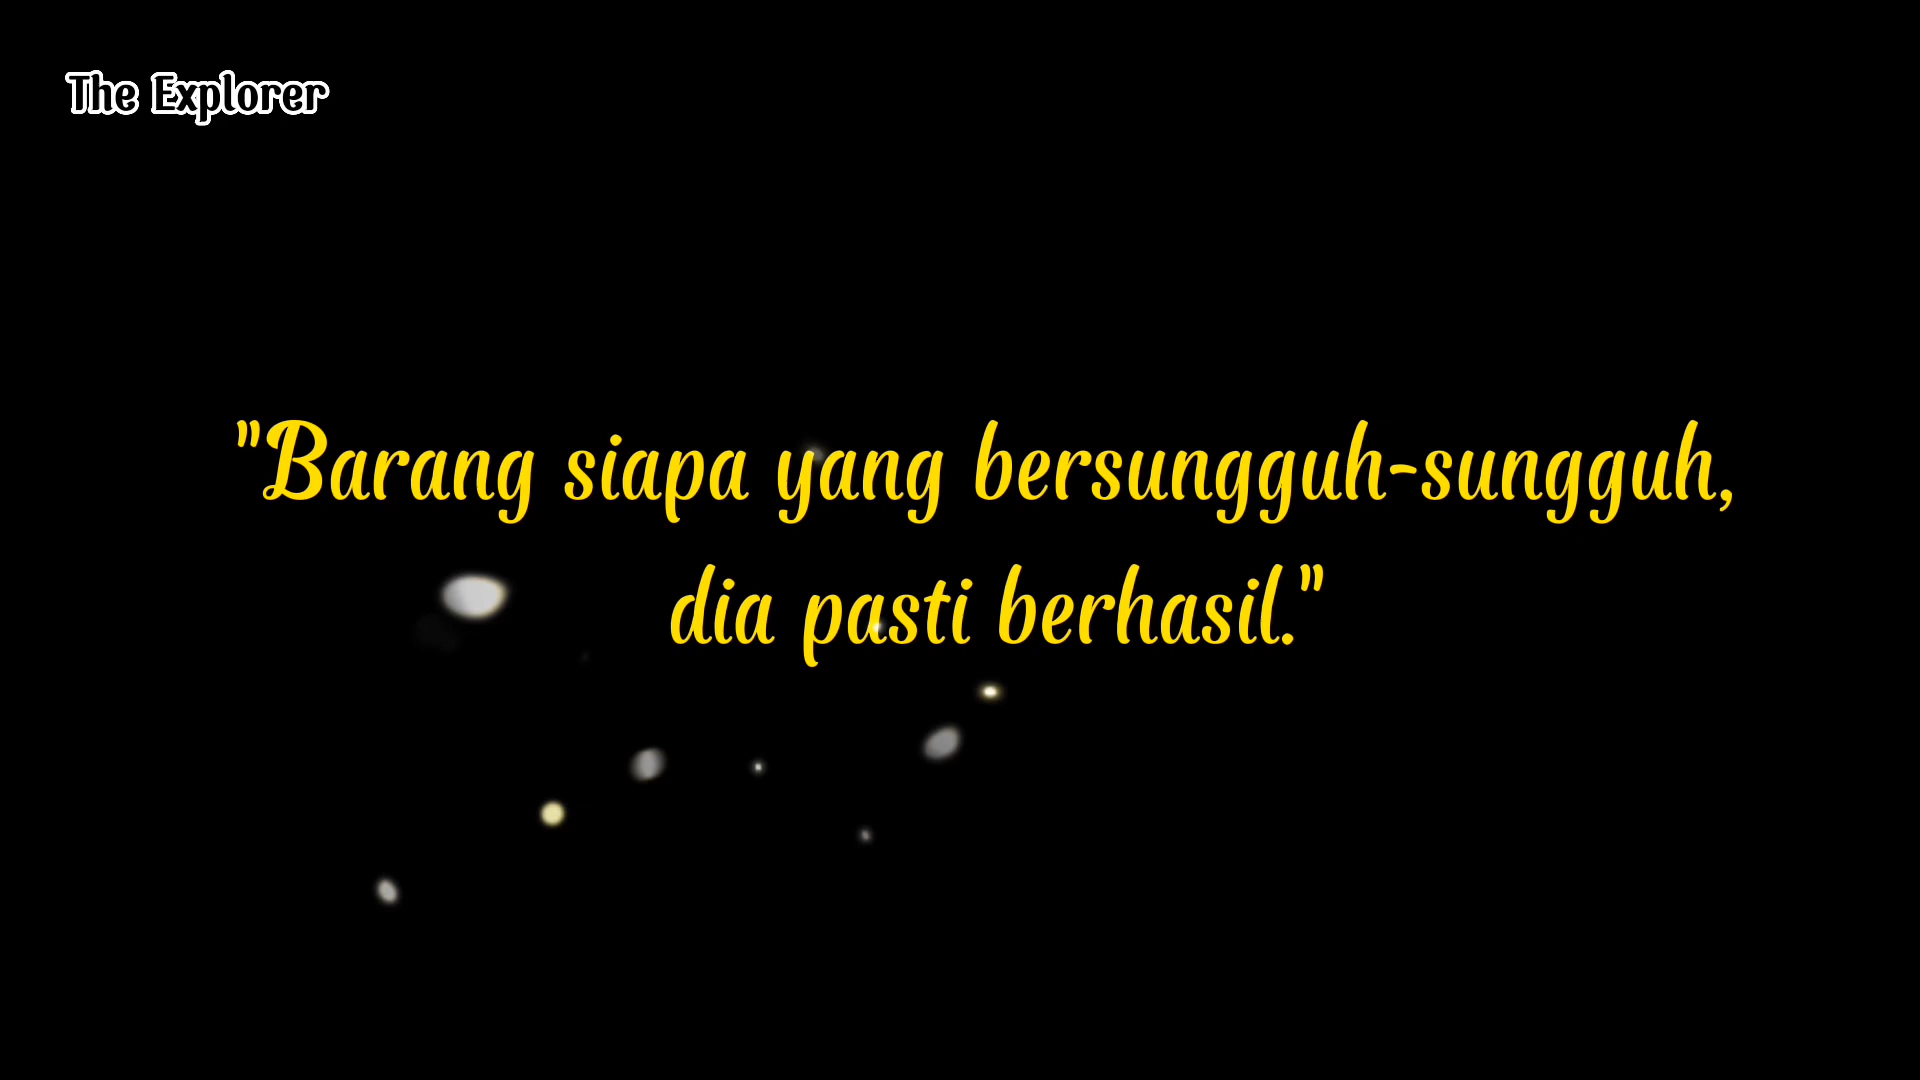 The Explorer
"Barang siapa yang bersungguh-sungguh,
dia pasti berhasil."